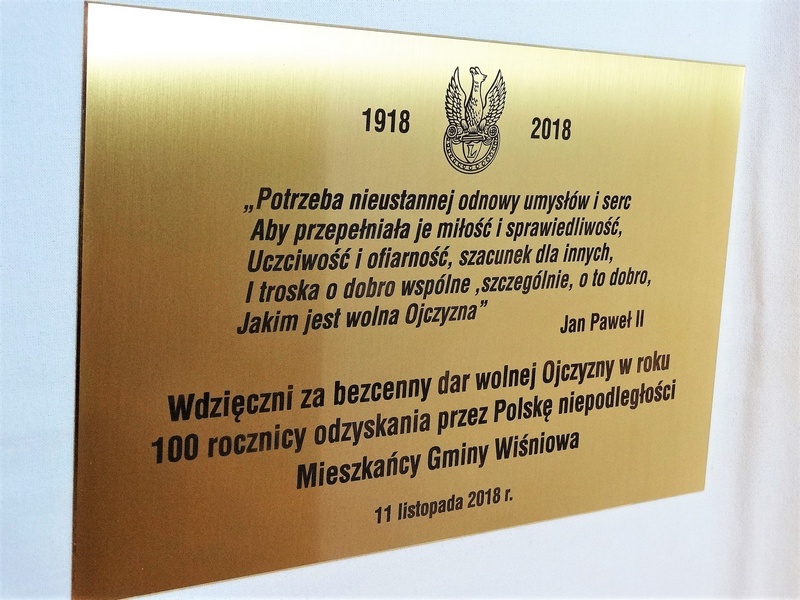 1918 2018
„Potrzeba nieustannej odnowy umysłów i serc
Aby przepełniała je miłość i sprawiedliwość,
Uczciwość i ofiarność, szacunek dla innych,
I troska o dobro wspólne ,szczególnie, o to dobro,
Jakim jest wolna Ojczyzna”
Jan Paweł II
Wdzięczni za bezcenny dar wolnej Ojczyzny w roku
100 rocznicy odzyskania przez Polskę niepodległości
Mieszkańcy Gminy Wiśniowa
11 listopada 2018 r.